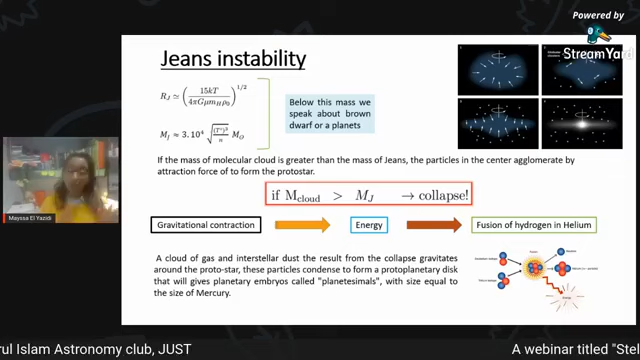 Powered by
StreamYard
Jeans instability
R_J ≃ (15kT / 4πGμm_Hρ_0)^{1/2}
M_J ≈ 3.10^4 √((T°)^3 / n) M_O
Below this mass we
speak about brown
dwarf or a planets
If the mass of molecular cloud is greater than the mass of Jeans, the particles in the center agglomerate by
attraction force of to form the protostar.
if M_cloud > M_J → collapse!
Mayssa El Yazidi
Gravitational contraction
Energy
Fusion of hydrogen in Helium
A cloud of gas and interstellar dust the result from the collapse gravitates
around the proto-star, these particles condense to form a protoplanetary disk
that will gives planetary embryos called "planetesimals", with size equal to
the size of Mercury.
rul Islam Astronomy club, JUST
A webinar titled "Stel